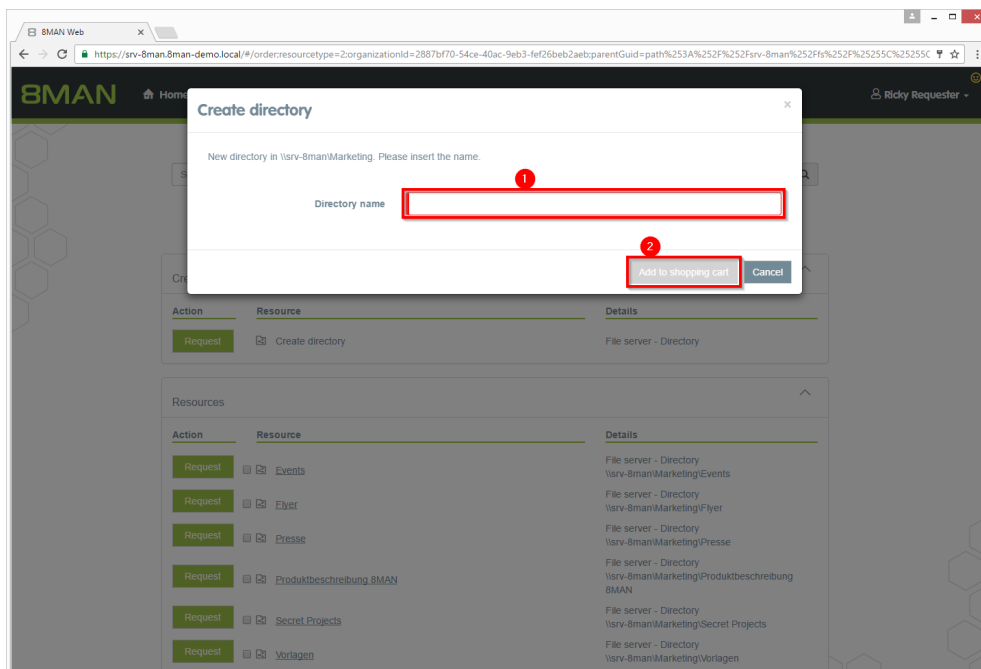 8MAN Web
https://srv-8man.8man-demo.local/#/order;resourcetype=2;organizationId=2887bf70-54ce-40ac-9eb3-fef26beb2aeb;parentGuid=path%253A%252F%252Fsrv-8man%252Ffs%252F%25255C%25255C
8MAN
Home
Ricky Requester
Create directory
×
New directory in \\srv-8man\Marketing. Please insert the name.
1
Directory name
2
Add to shopping cart
Cancel
Cre
Action Resource Details
Request Create directory File server - Directory
Resources
Action Resource Details
Request Events File server - Directory
\\srv-8man\Marketing\Events
Request Flyer File server - Directory
\\srv-8man\Marketing\Flyer
Request Presse File server - Directory
\\srv-8man\Marketing\Presse
Request Produktbeschreibung 8MAN File server - Directory
\\srv-8man\Marketing\Produktbeschreibung
8MAN
Request Secret Projects File server - Directory
\\srv-8man\Marketing\Secret Projects
Request Vorlagen File server - Directory
\\srv-8man\Marketing\Vorlagen